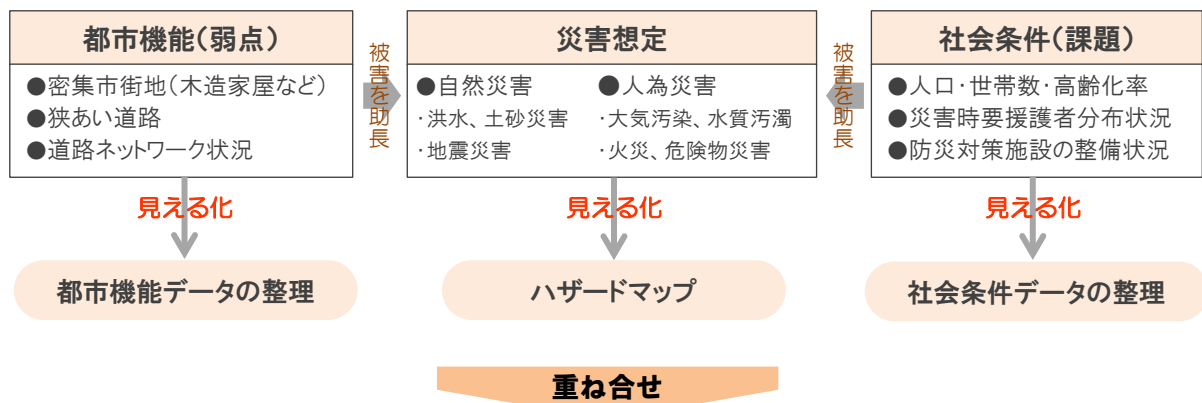 都市機能(弱点)
●密集市街地(木造家屋など)
●狭あい道路
●道路ネットワーク状況
被害を助長
災害想定
●自然災害 ●人為災害
・洪水、土砂災害 ・大気汚染、水質汚濁
・地震災害 ・火災、危険物災害
被害を助長
社会条件(課題)
●人口・世帯数・高齢化率
●災害時要援護者分布状況
●防災対策施設の整備状況
見える化
見える化
見える化
都市機能データの整理
ハザードマップ
社会条件データの整理
重ね合せ